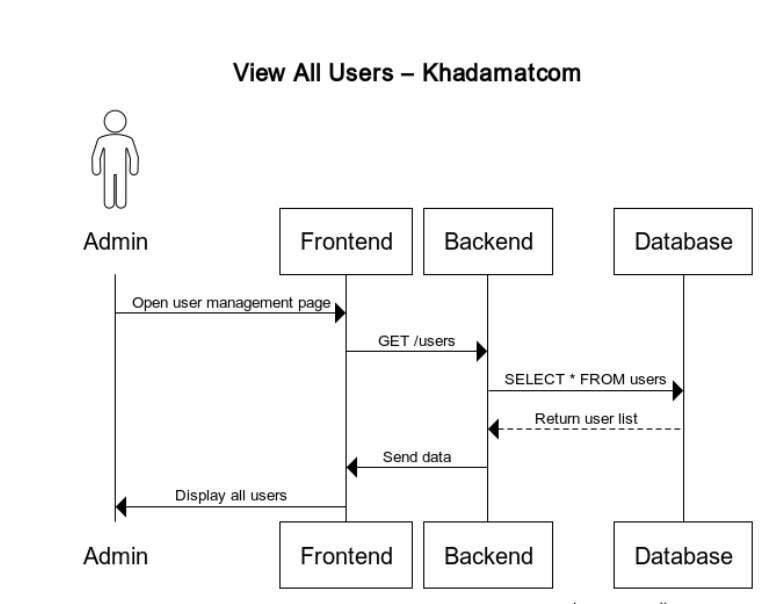 View All Users – Khadamatcom
Admin
Frontend
Backend
Database
Open user management page
GET /users
SELECT * FROM users
Return user list
Send data
Display all users
Admin
Frontend
Backend
Database